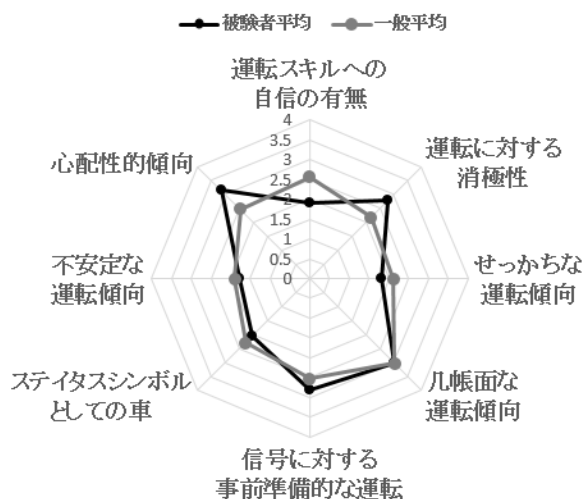 被験者平均 一般平均
運転スキルへの
自信の有無
運転に対する
消極性
せっかちな
運転傾向
几帳面な
運転傾向
信号に対する
事前準備的な運転
ステイタスシンボル
としての車
不安定な
運転傾向
心配性的傾向
4
3.5
3
2.5
2
1.5
1
0.5
0